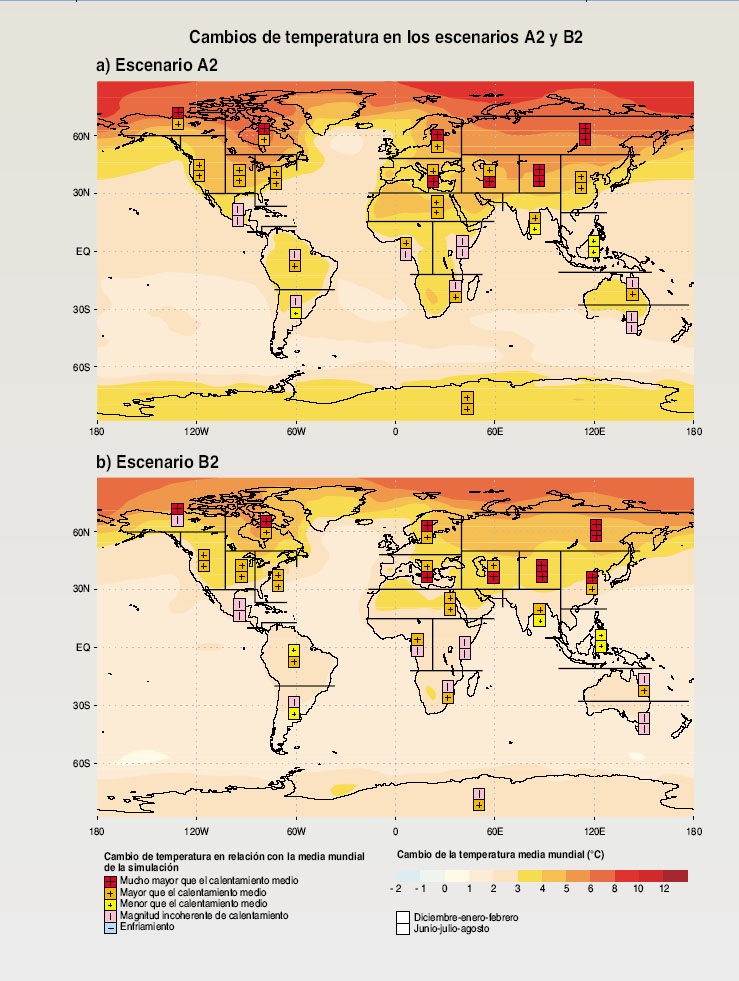 Cambios de temperatura en los escenarios A2 y B2
a) Escenario A2
60N
30N
EQ
30S
60S
180 120W 60W 0 60E 120E 180
b) Escenario B2
60N
30N
EQ
30S
60S
180 120W 60W 0 60E 120E 180
Cambio de temperatura en relación con la media mundial
de la simulación
Mucho mayor que el calentamiento medio
Mayor que el calentamiento medio
Menor que el calentamiento medio
Magnitud incoherente de calentamiento
Enfriamiento
Cambio de la temperatura media mundial (°C)
- 2 - 1 0 1 2 3 4 5 6 8 10 12
Diciembre-enero-febrero
Junio-julio-agosto